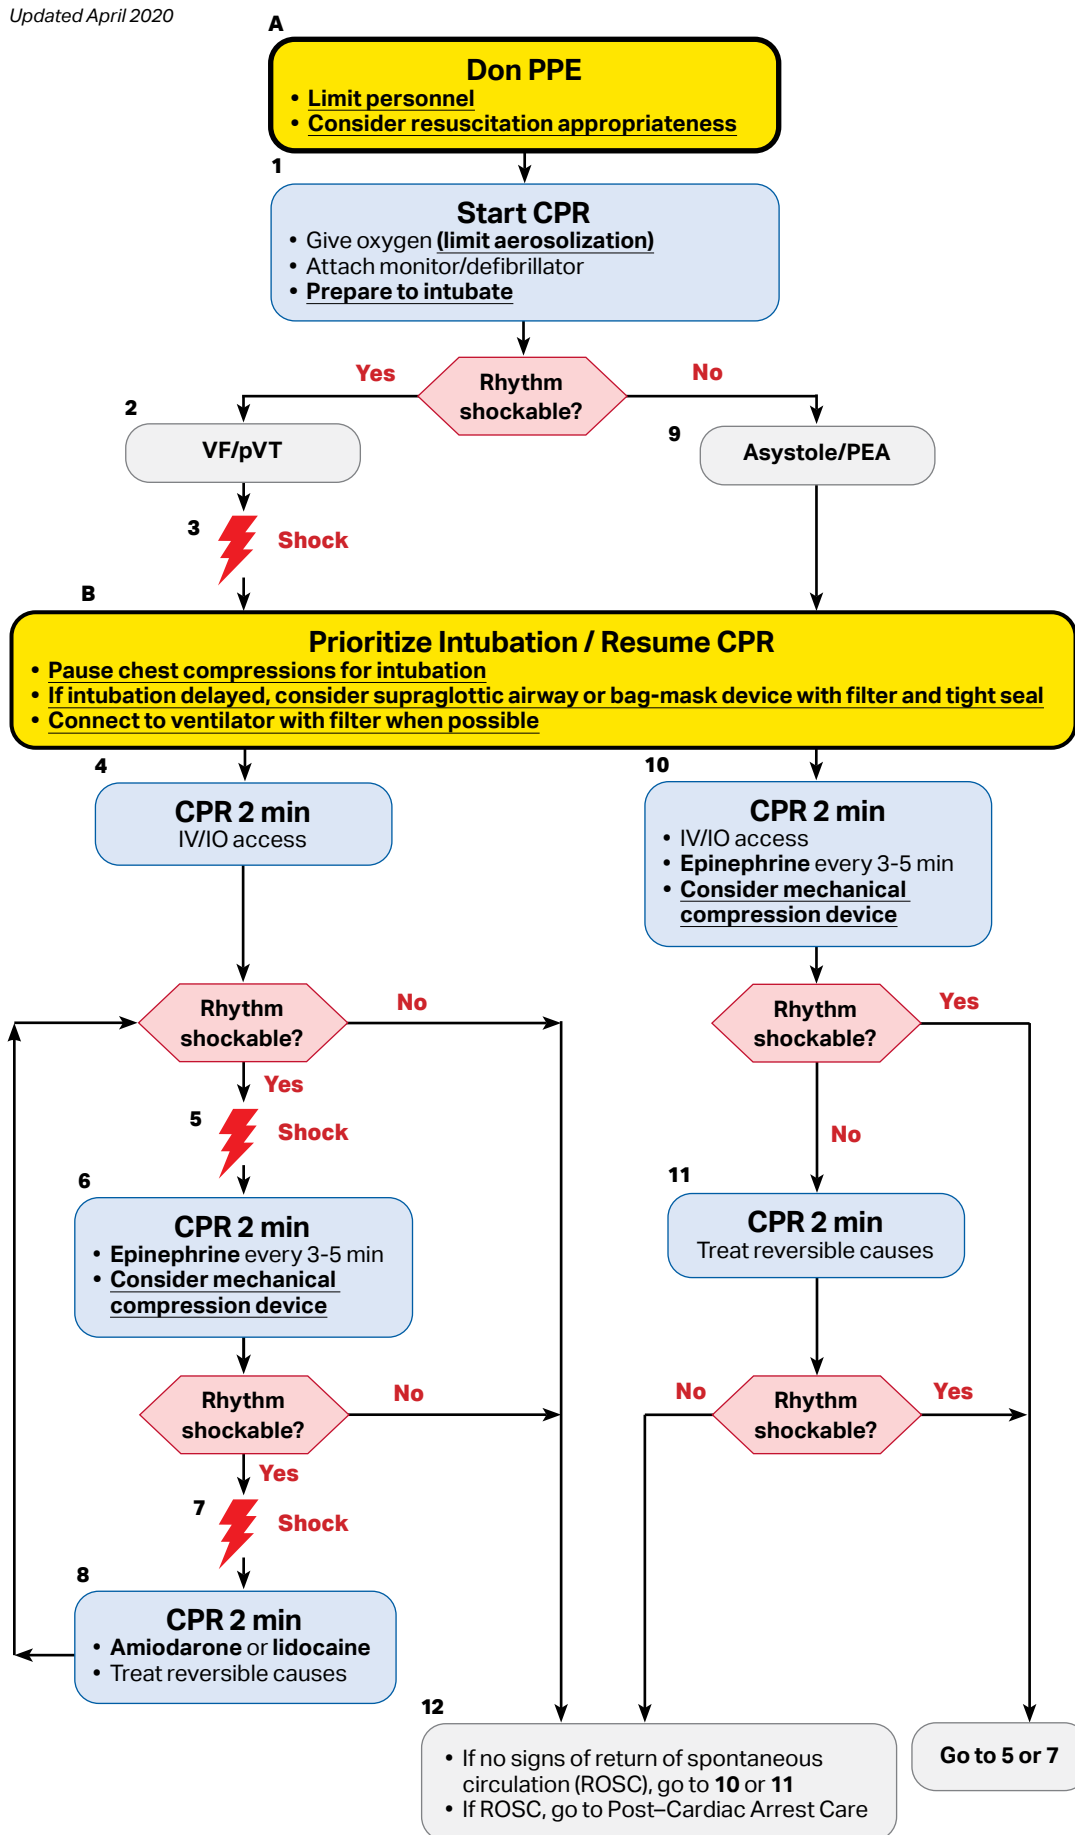 Updated April 2020
A
Don PPE
• Limit personnel
• Consider resuscitation appropriateness
1
Start CPR
• Give oxygen (limit aerosolization)
• Attach monitor/defibrillator
• Prepare to intubate
Yes
Rhythm
shockable?
No
2
VF/pVT
9
Asystole/PEA
3
Shock
B
Prioritize Intubation / Resume CPR
• Pause chest compressions for intubation
• If intubation delayed, consider supraglottic airway or bag-mask device with filter and tight seal
• Connect to ventilator with filter when possible
4
CPR 2 min
IV/IO access
10
CPR 2 min
• IV/IO access
• Epinephrine every 3-5 min
• Consider mechanical
compression device
Rhythm
shockable?
No
Yes
5
Shock
Rhythm
shockable?
Yes
No
6
CPR 2 min
• Epinephrine every 3-5 min
• Consider mechanical
compression device
11
CPR 2 min
Treat reversible causes
Rhythm
shockable?
No
Yes
7
Shock
No
Rhythm
shockable?
Yes
8
CPR 2 min
• Amiodarone or lidocaine
• Treat reversible causes
12
• If no signs of return of spontaneous
circulation (ROSC), go to 10 or 11
• If ROSC, go to Post–Cardiac Arrest Care
Go to 5 or 7